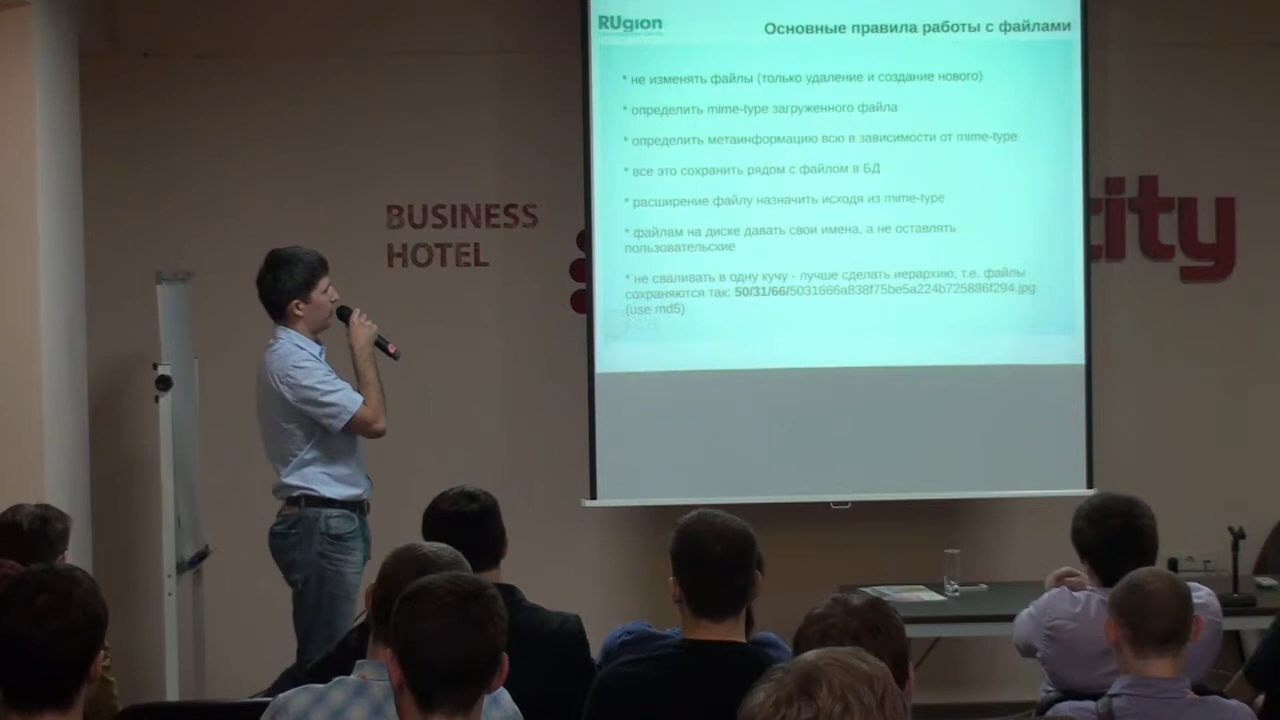 RUgion
Основные правила работы с файлами
* не изменять файлы (только удаление и создание нового)
* определить mime-type загруженного файла
* определить метаинформацию всю в зависимости от mime-type
* все это сохранить рядом с файлом в БД
* расширение файлу назначить исходя из mime-type
* файлам на диске давать свои имена, а не оставлять
пользовательские
* не сваливать в одну кучу - лучше сделать иерархию, т.е. файлы
сохраняются так: 50/31/66/5031666a838f75be5a224b725886f294.jpg
(use md5)
BUSINESS
HOTEL
city